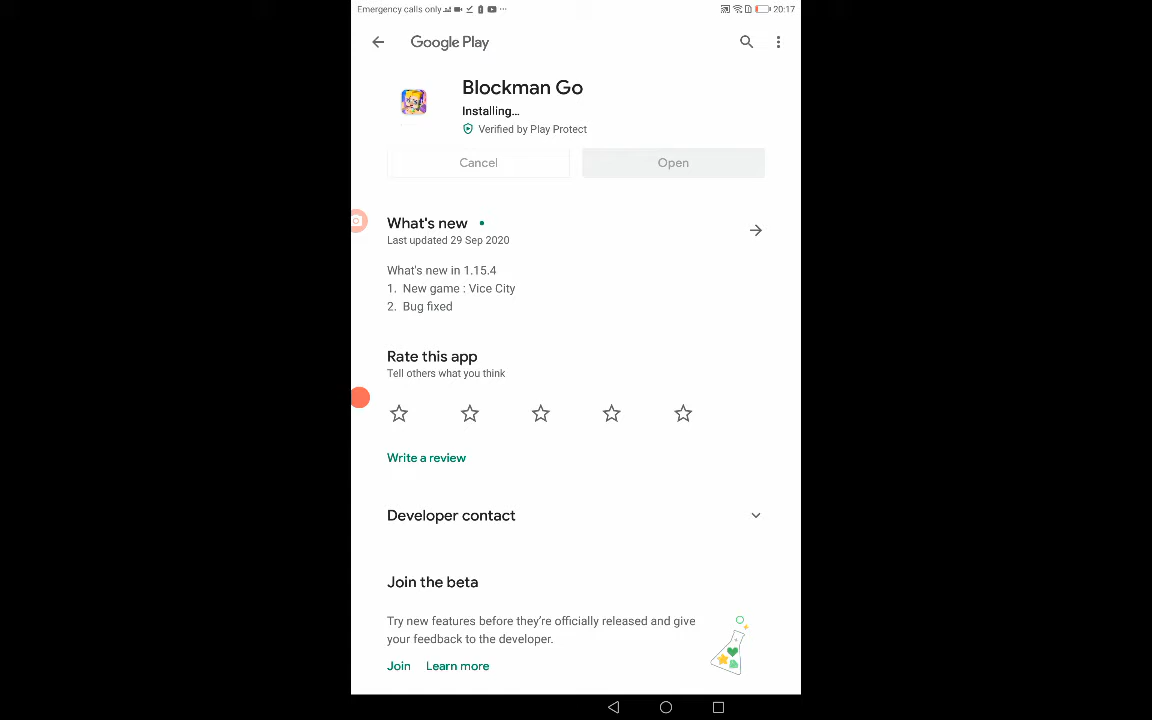 Emergency calls only
20:17
Google Play
Blockman Go
Installing...
Verified by Play Protect
Cancel
Open
What's new
Last updated 29 Sep 2020
What's new in 1.15.4
1. New game : Vice City
2. Bug fixed
Rate this app
Tell others what you think
Write a review
Developer contact
Join the beta
Try new features before they're officially released and give
your feedback to the developer.
Join
Learn more